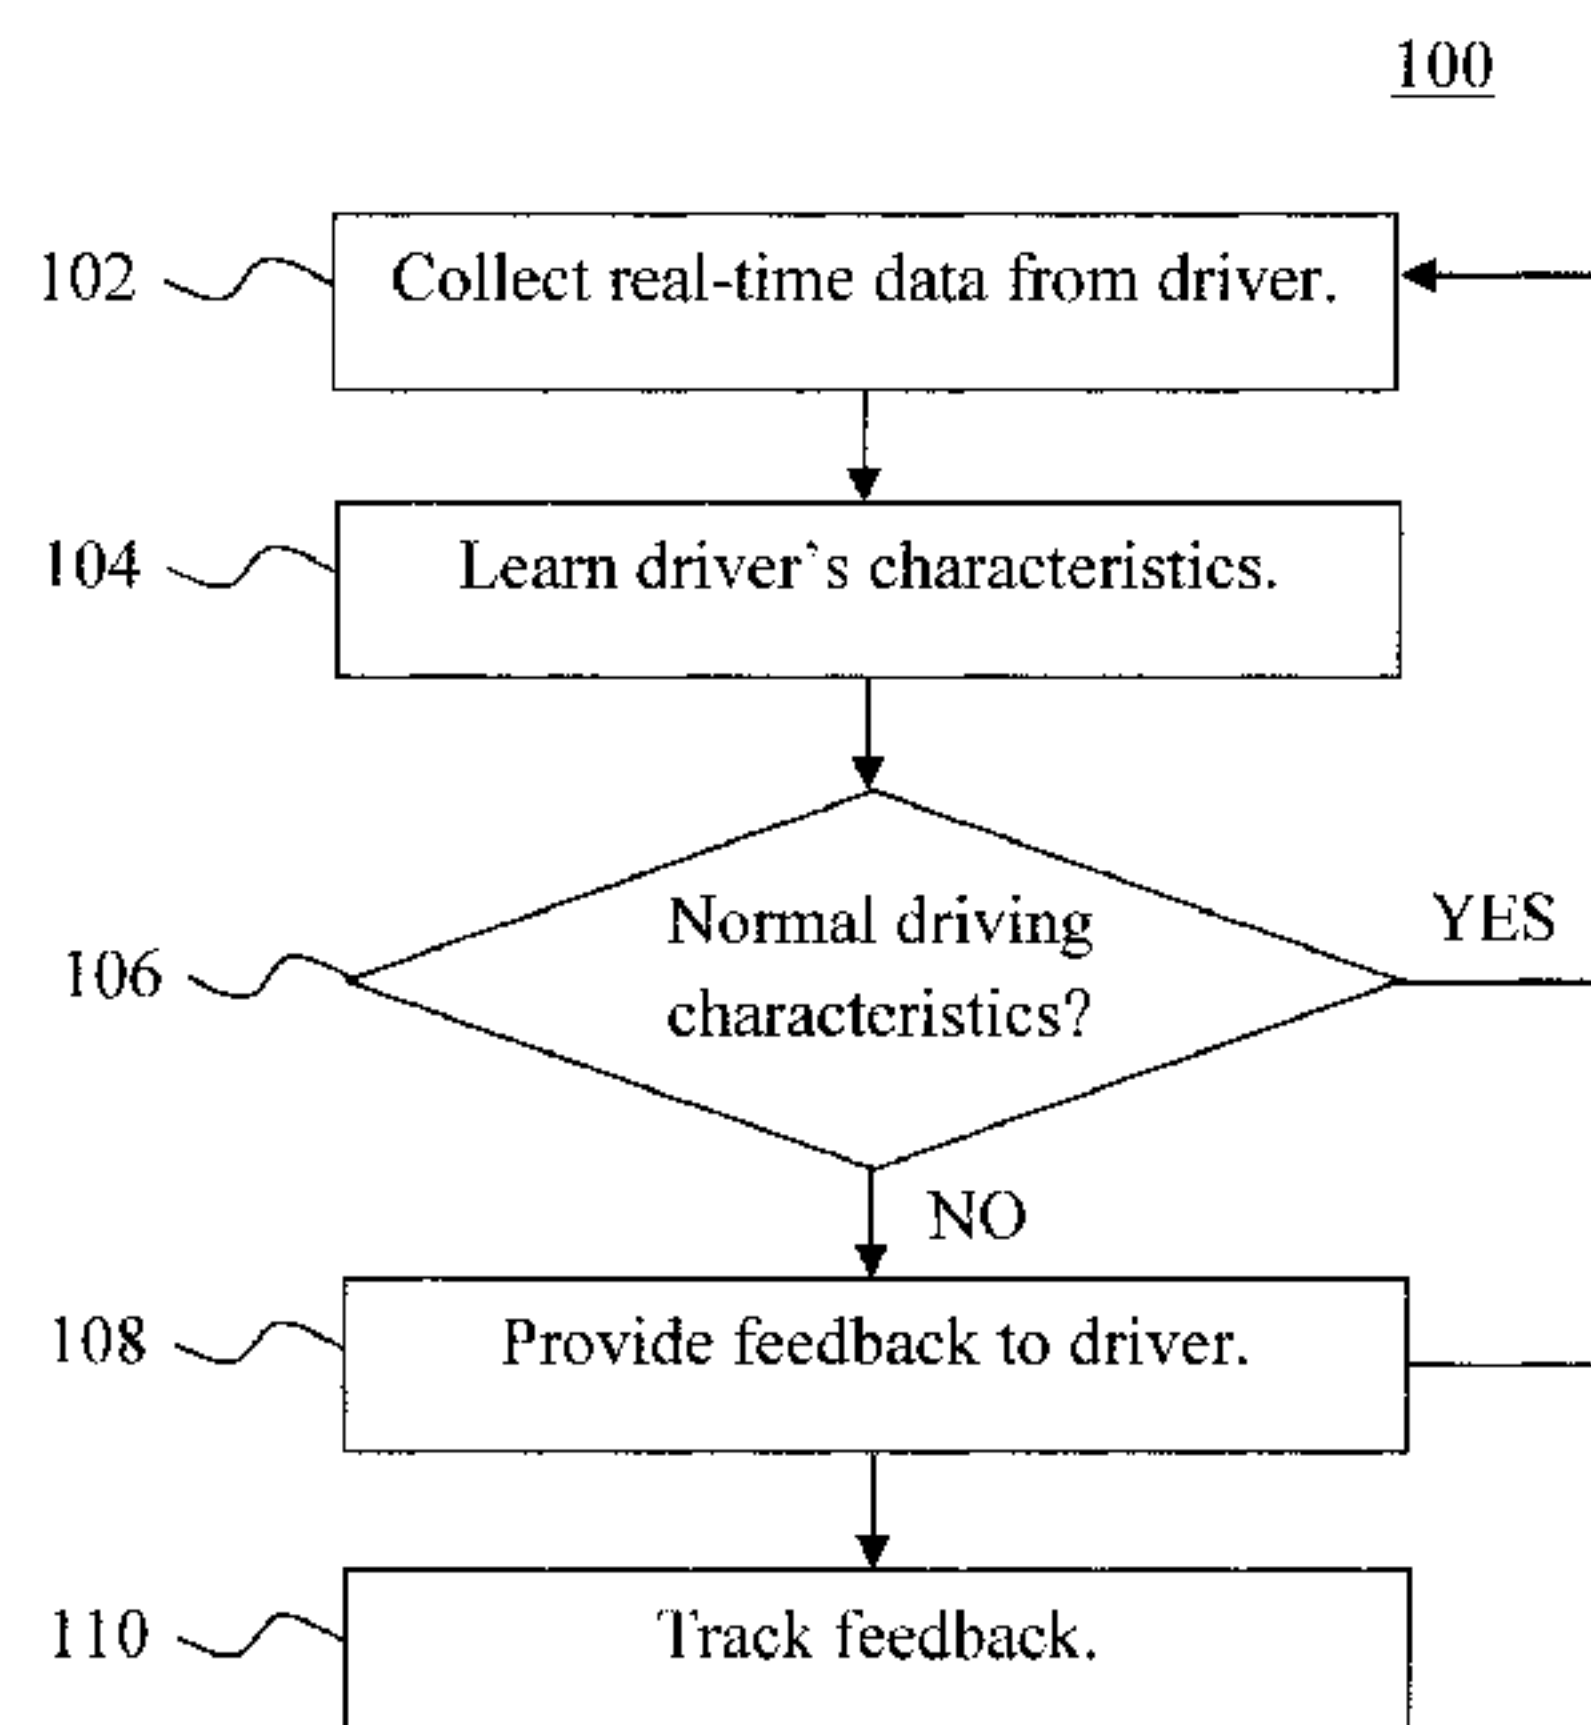 100
102
Collect real-time data from driver.
104
Learn driver's characteristics.
106
Normal driving
characteristics?
YES
NO
108
Provide feedback to driver.
110
Track feedback.